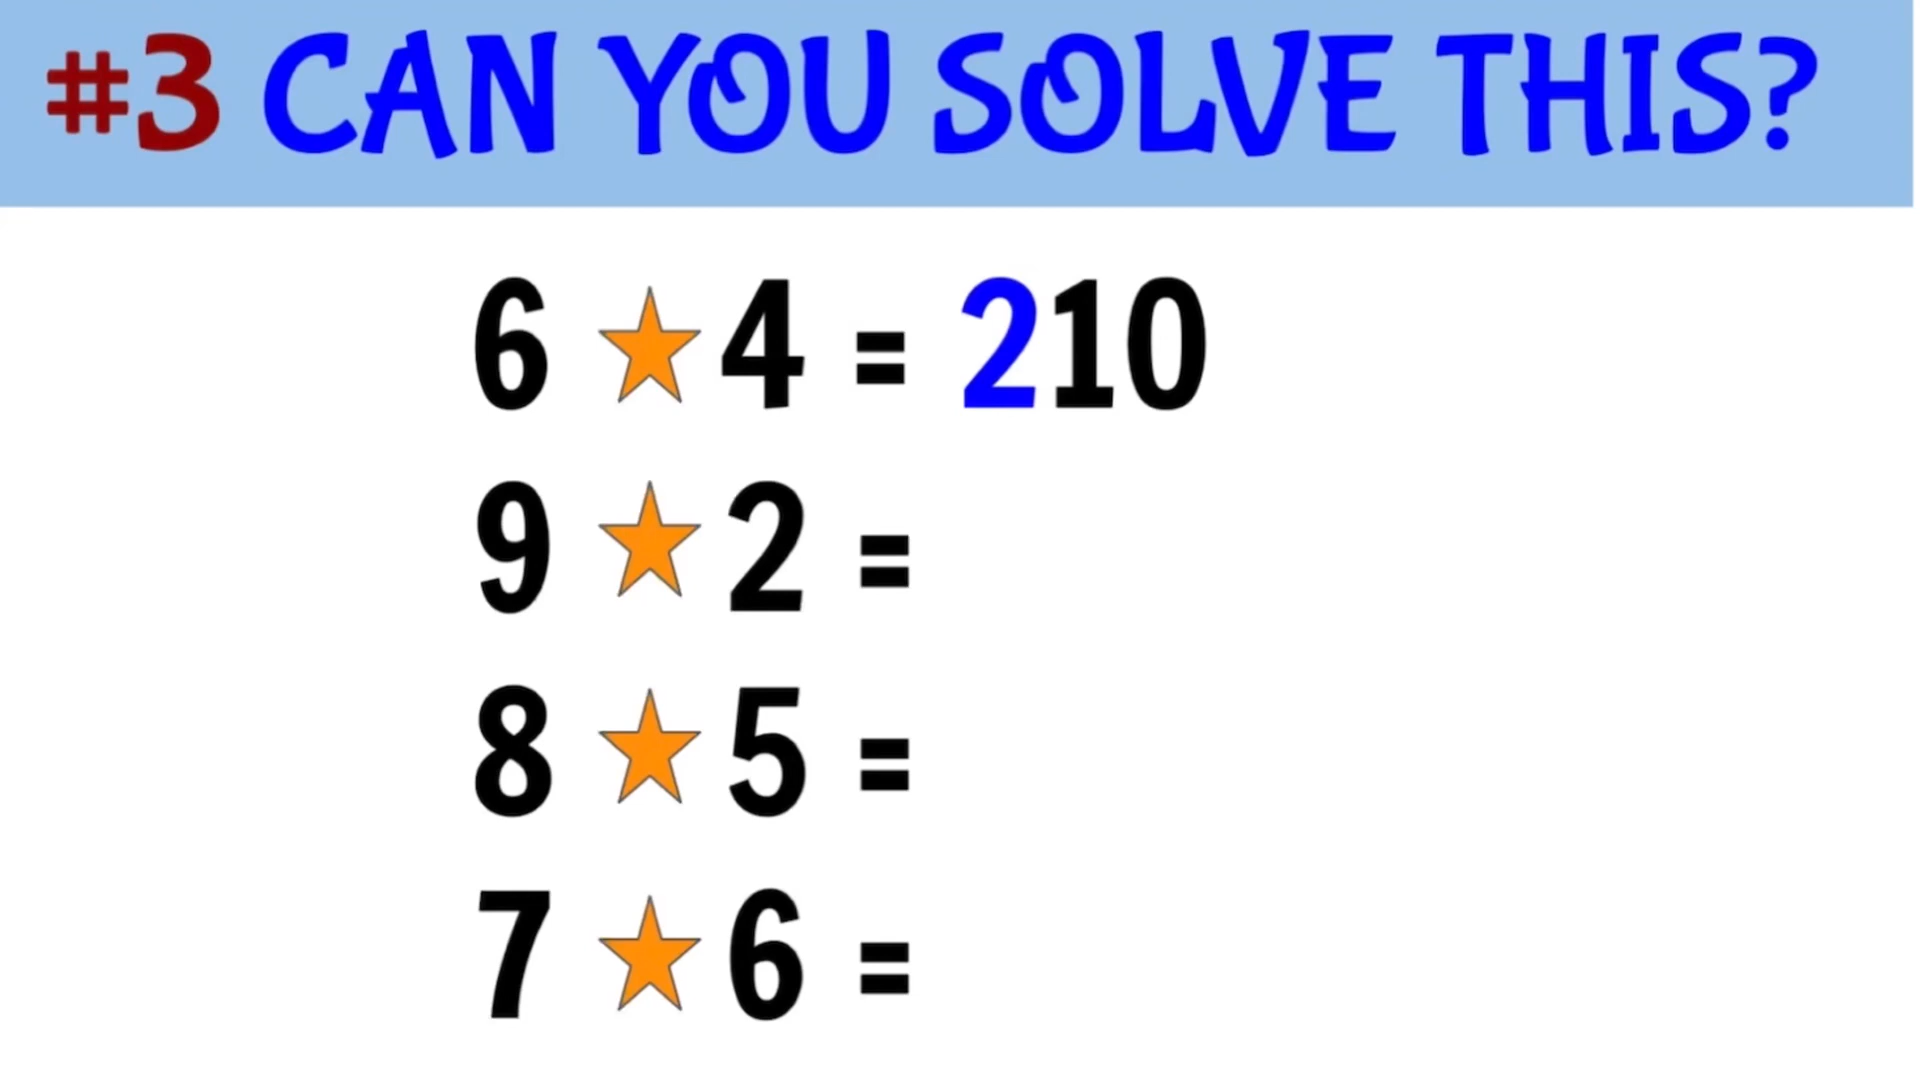 #3 CAN YOU SOLVE THIS?
6 ★ 4 = 210
9 ★ 2 =
8 ★ 5 =
7 ★ 6 =